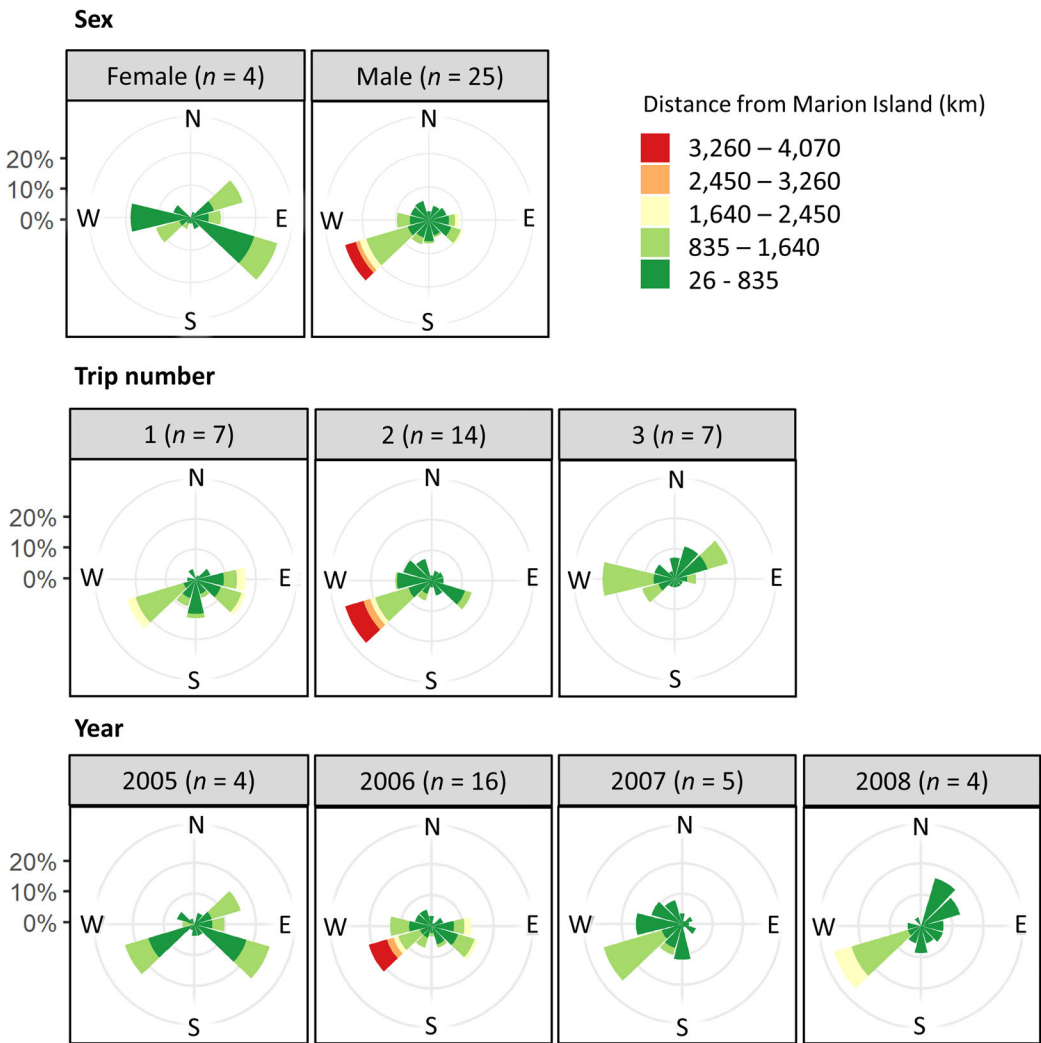 Sex
Female (n = 4)
Male (n = 25)
N
20%
10%
0%
W
E
S
N
W
E
S
Distance from Marion Island (km)
3,260 – 4,070
2,450 – 3,260
1,640 – 2,450
835 – 1,640
26 - 835
Trip number
1 (n = 7)
2 (n = 14)
3 (n = 7)
N
20%
10%
0%
W
E
S
N
W
E
S
N
W
E
S
Year
2005 (n = 4)
2006 (n = 16)
2007 (n = 5)
2008 (n = 4)
N
20%
10%
0%
W
E
S
N
W
E
S
N
W
E
S
N
W
E
S